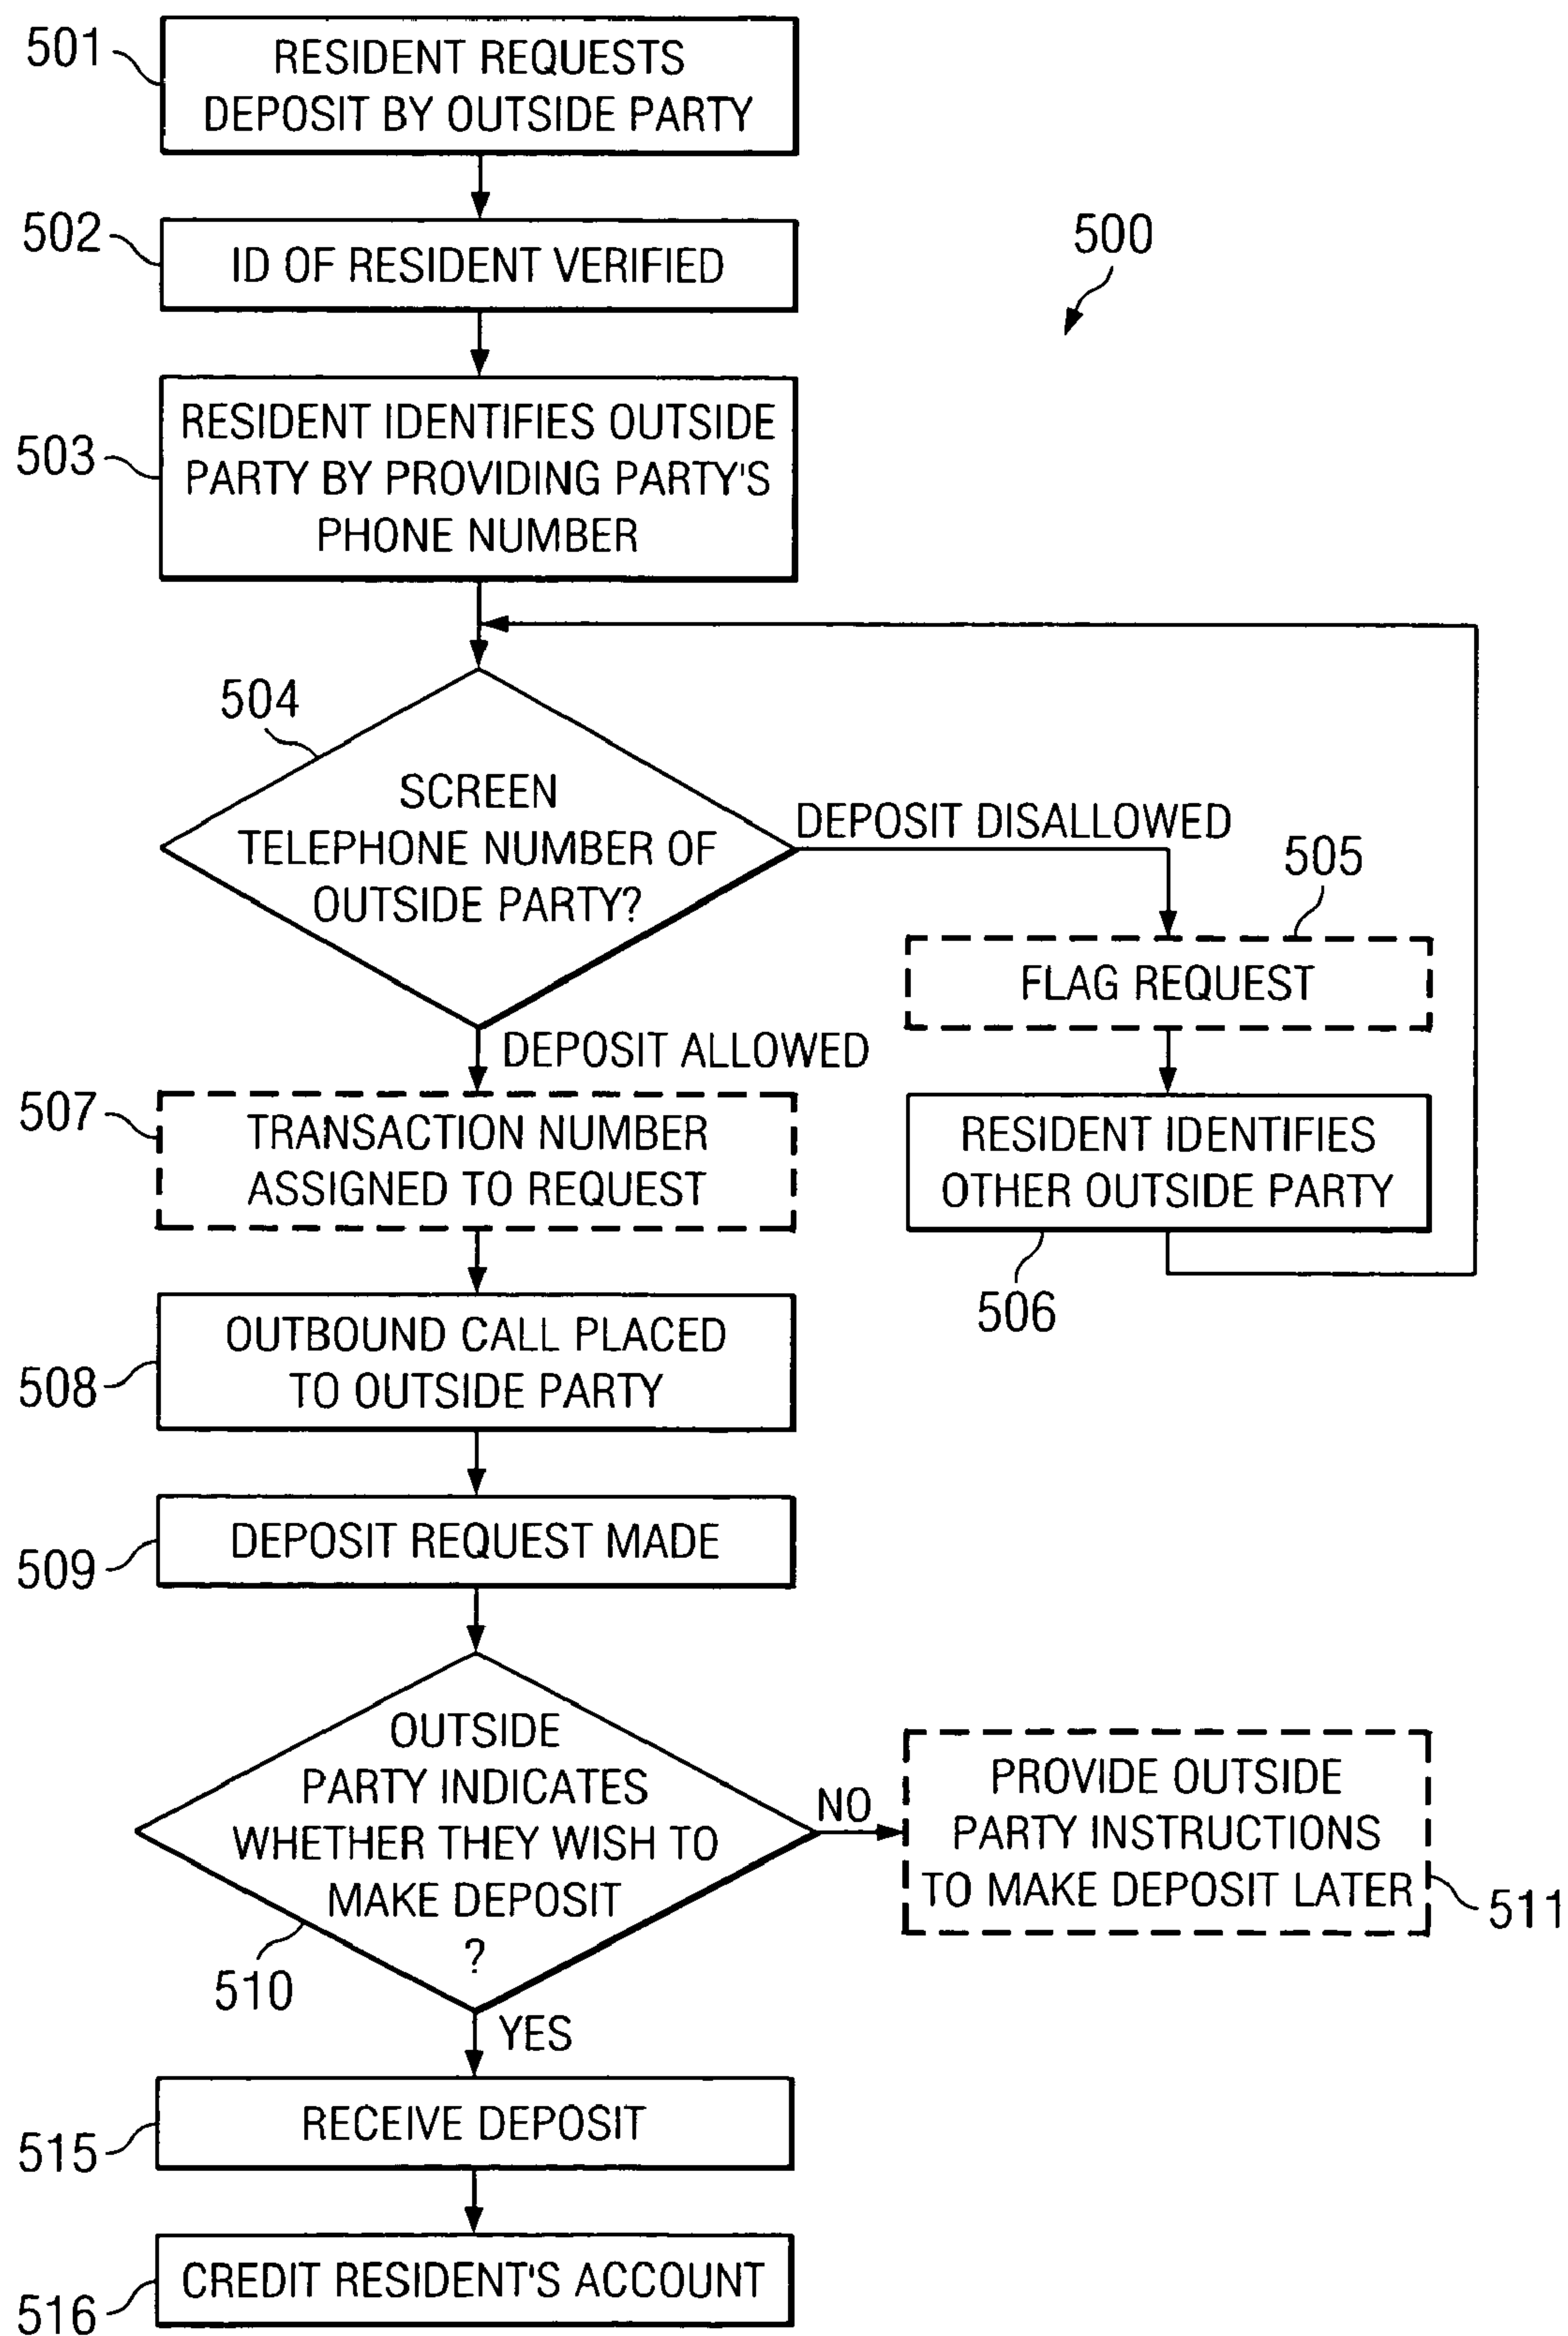 501
RESIDENT REQUESTS
DEPOSIT BY OUTSIDE PARTY
502
ID OF RESIDENT VERIFIED
500
503
RESIDENT IDENTIFIES OUTSIDE
PARTY BY PROVIDING PARTY'S
PHONE NUMBER
504
SCREEN
TELEPHONE NUMBER OF
OUTSIDE PARTY?
DEPOSIT DISALLOWED
505
FLAG REQUEST
DEPOSIT ALLOWED
507
TRANSACTION NUMBER
ASSIGNED TO REQUEST
RESIDENT IDENTIFIES
OTHER OUTSIDE PARTY
506
508
OUTBOUND CALL PLACED
TO OUTSIDE PARTY
509
DEPOSIT REQUEST MADE
OUTSIDE
PARTY INDICATES
WHETHER THEY WISH TO
MAKE DEPOSIT
?
510
NO
PROVIDE OUTSIDE
PARTY INSTRUCTIONS
TO MAKE DEPOSIT LATER
511
YES
515
RECEIVE DEPOSIT
516
CREDIT RESIDENT'S ACCOUNT